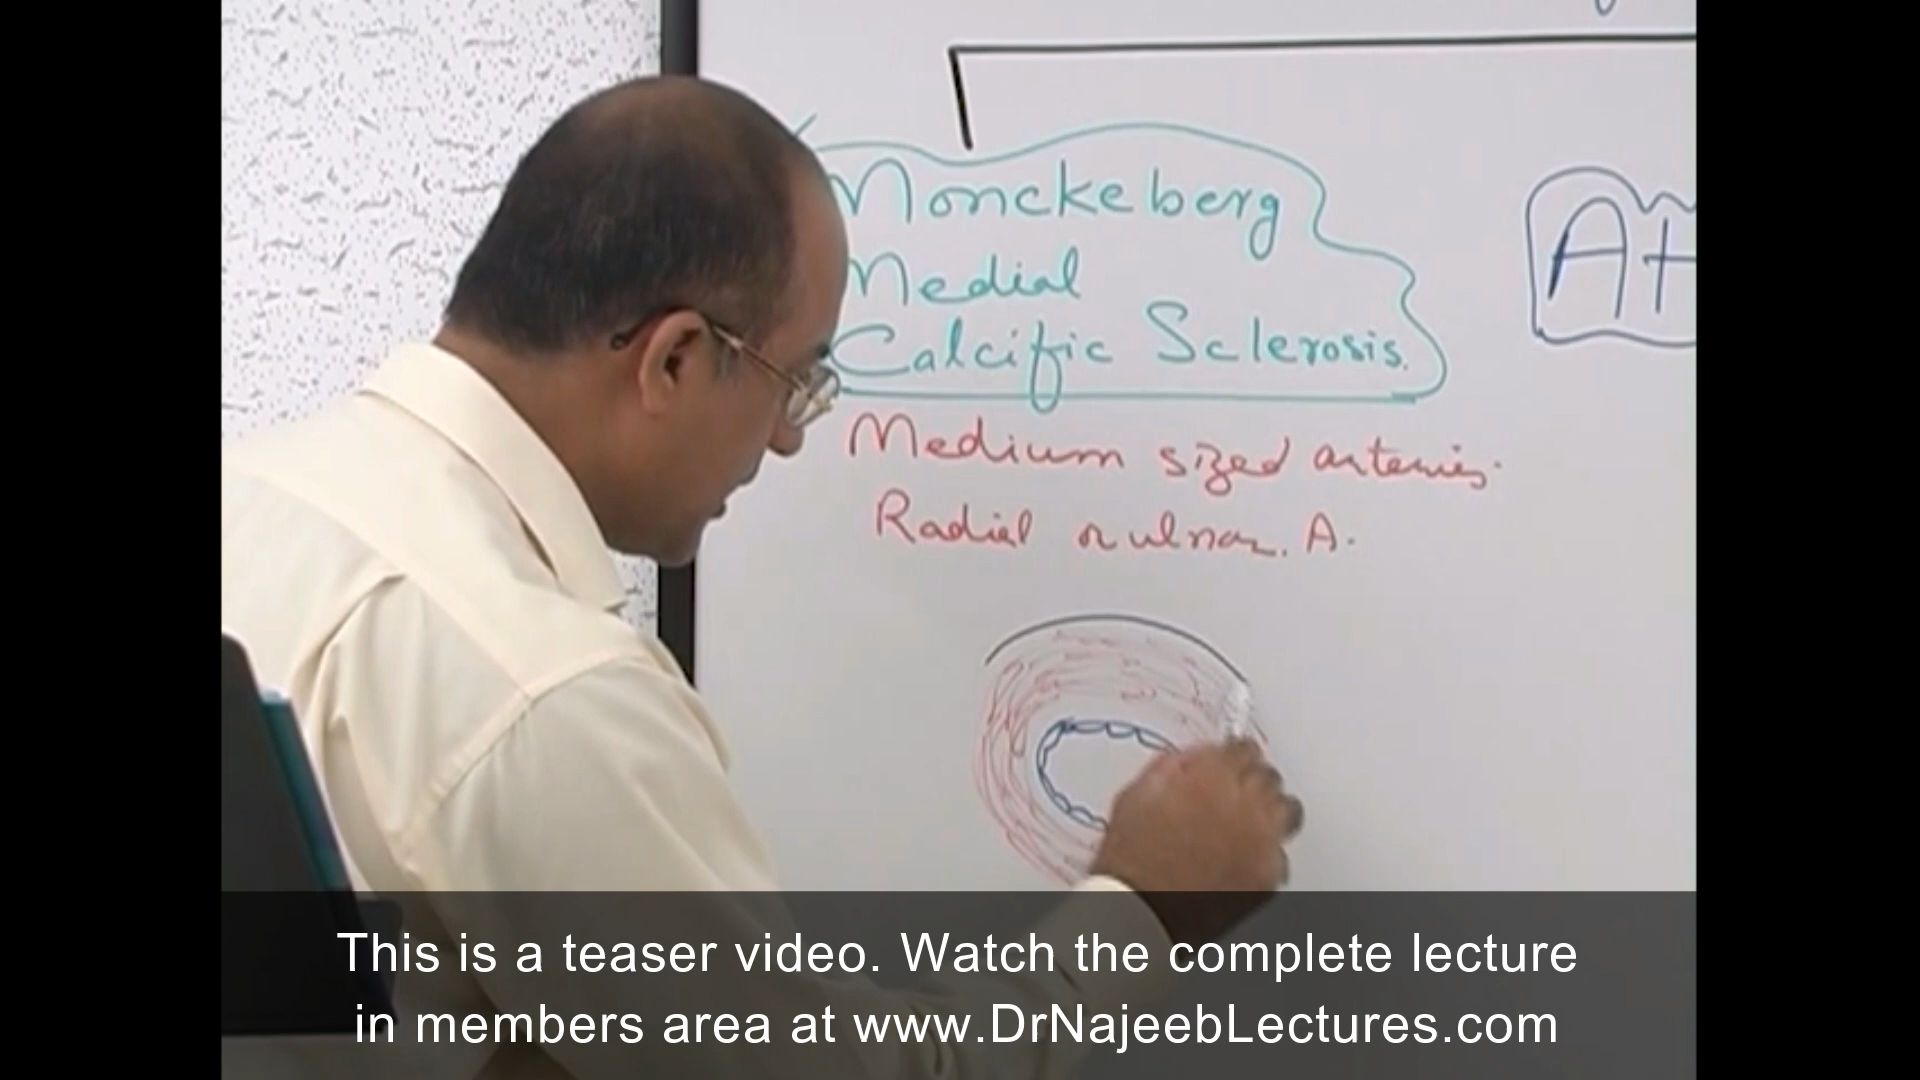 Monckeberg
Medial
Calcific Sclerosis.
At
Medium sized arteries.
Radial or ulnar. A.
This is a teaser video. Watch the complete lecture
in members area at www.DrNajeebLectures.com